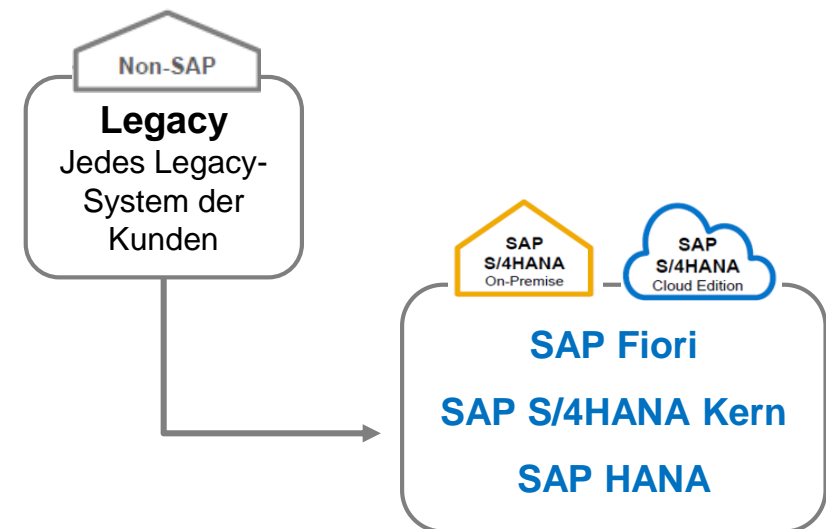 Non-SAP
Legacy
Jedes Legacy-
System der
Kunden
SAP
S/4HANA
On-Premise
SAP
S/4HANA
Cloud Edition
SAP Fiori
SAP S/4HANA Kern
SAP HANA